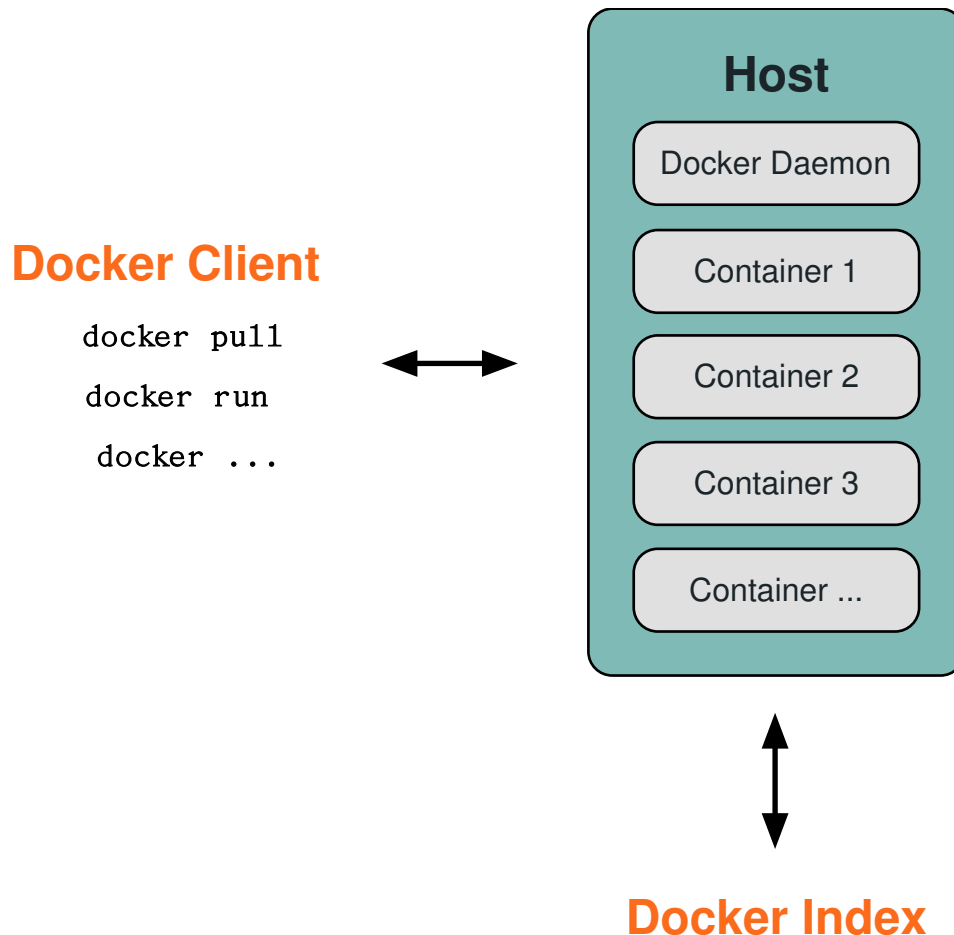 Host
Docker Daemon
Container 1
Container 2
Container 3
Container ...
Docker Client
docker pull
docker run
docker ...
Docker Index